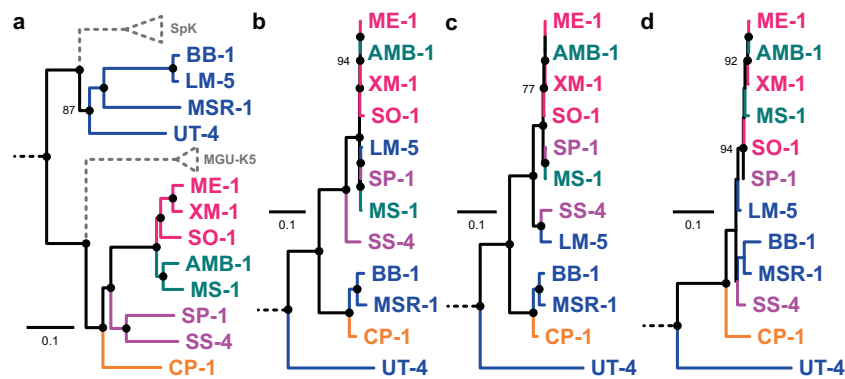 a
SpK
BB-1
LM-5
87
MSR-1
UT-4
MGU-K5
ME-1
XM-1
SO-1
AMB-1
MS-1
SP-1
0.1
SS-4
CP-1
b
ME-1
94
AMB-1
XM-1
SO-1
LM-5
SP-1
0.1
MS-1
SS-4
BB-1
MSR-1
CP-1
UT-4
c
ME-1
AMB-1
77
XM-1
SO-1
SP-1
MS-1
0.1
SS-4
LM-5
BB-1
MSR-1
CP-1
UT-4
d
ME-1
92
AMB-1
XM-1
MS-1
94
SO-1
SP-1
0.1
LM-5
BB-1
MSR-1
SS-4
CP-1
UT-4